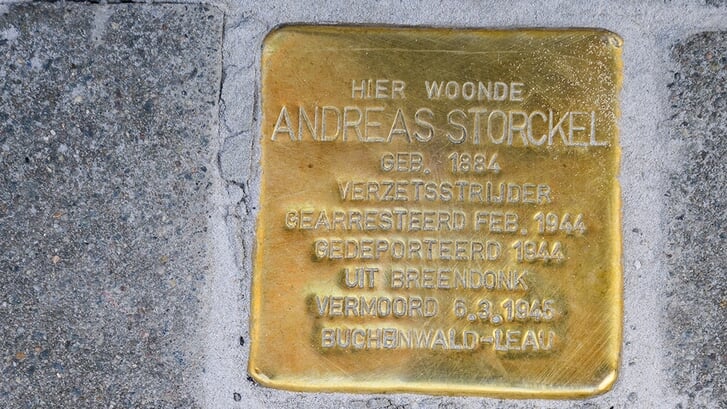 HIER WOONDE
ANDREAS STORCKEL
GEB. 1884
VERZETSSTRIJDER
GEARRESTEERD FEB. 1944
GEDEPORTEERD 1944
UIT BREENDONK
VERMOORD 6.3.1945
BUCHENWALD-LEAU